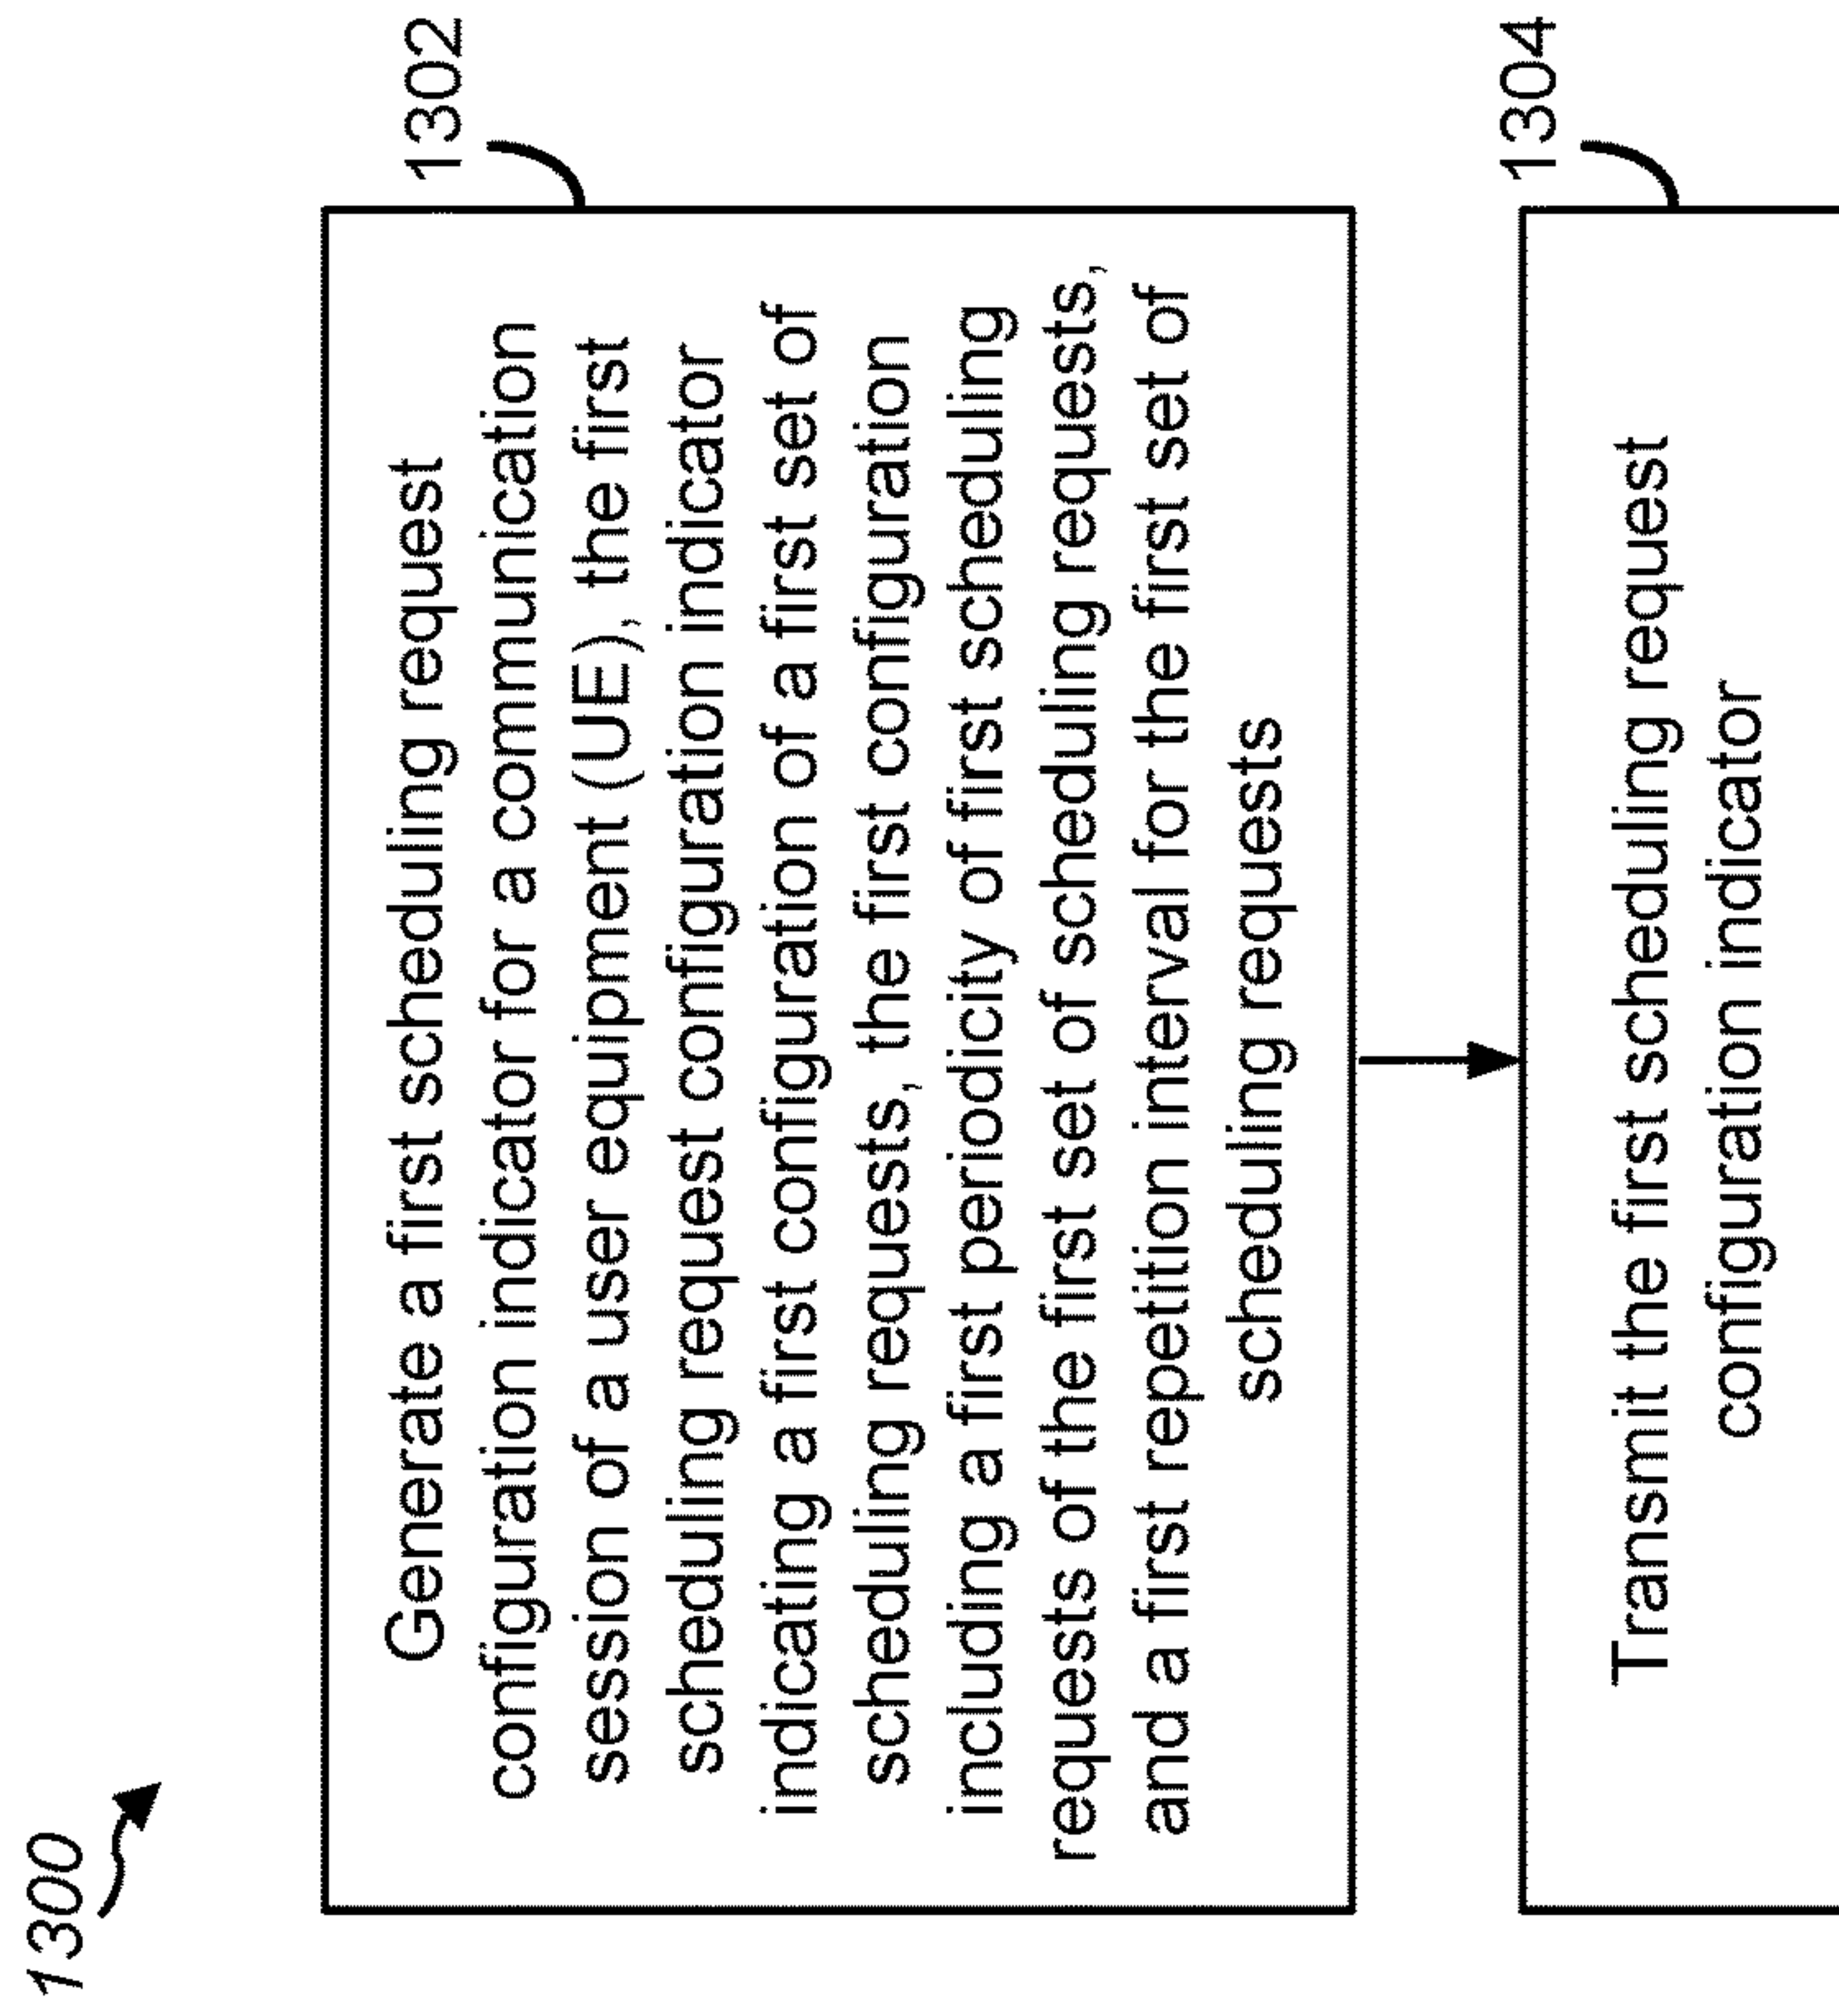 1300
1302
Generate a first scheduling request
configuration indicator for a communication
session of a user equipment (UE), the first
scheduling request configuration indicator
indicating a first configuration of a first set of
scheduling requests, the first configuration
including a first periodicity of first scheduling
requests of the first set of scheduling requests,
and a first repetition interval for the first set of
scheduling requests
1304
Transmit the first scheduling request
configuration indicator